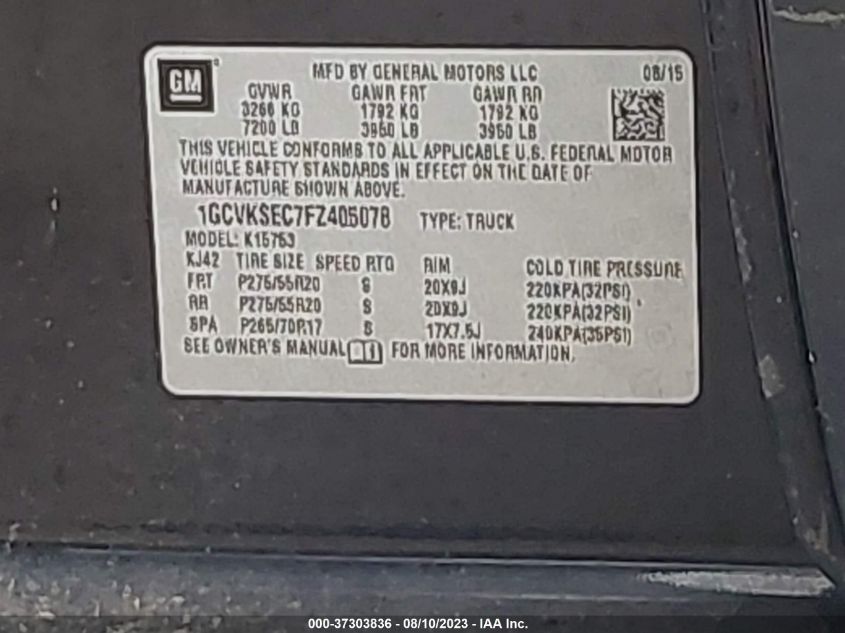 GM
MFD BY GENERAL MOTORS LLC 08/15
GVWR GAWR FRT GAWR RR
3266 KG 1792 KG 1792 KG
7200 LB 3950 LB 3950 LB
THIS VEHICLE CONFORMS TO ALL APPLICABLE U.S. FEDERAL MOTOR
VEHICLE SAFETY STANDARDS IN EFFECT ON THE DATE OF
MANUFACTURE SHOWN ABOVE.
1GCVKSEC7FZ405078 TYPE: TRUCK
MODEL: K15753
KJ42 TIRE SIZE SPEED RTG RIM COLD TIRE PRESSURE
FRT P275/55R20 S 20X9J 220KPA(32PSI)
RR P275/55R20 S 20X9J 220KPA(32PSI)
SPA P265/70R17 S 17X7.5J 240KPA(35PSI)
SEE OWNER'S MANUAL FOR MORE INFORMATION.
000-37303836 - 08/10/2023 - IAA Inc.